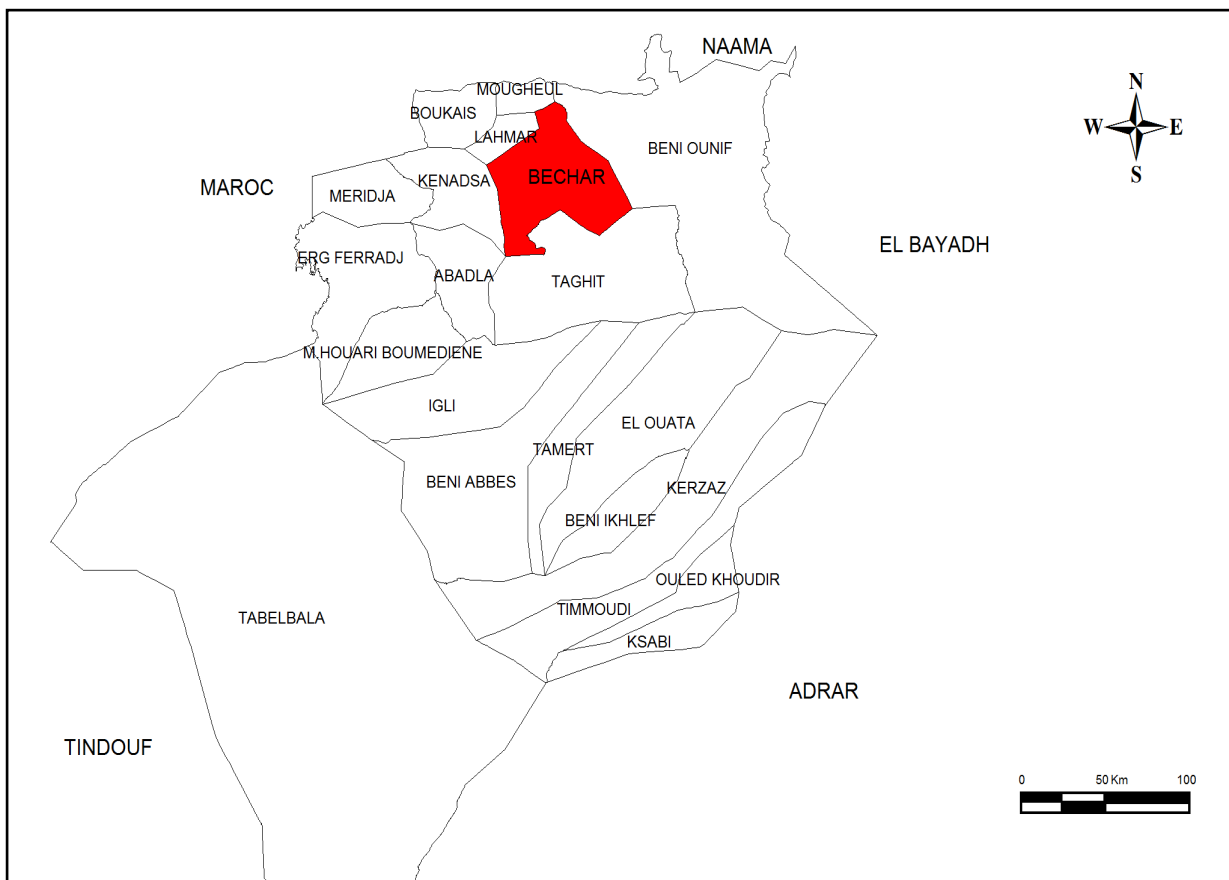 NAAMA
MOUGHEUL
BOUKAIS
N
LAHMAR
W
E
BENI OUNIF
S
BECHAR
KENADSA
MAROC
MERIDJA
EL BAYADH
ERG FERRADJ
ABADLA
TAGHIT
M.HOUARI BOUMEDIENE
IGLI
EL OUATA
TAMERT
BENI ABBES
KERZAZ
BENI IKHLEF
OULED KHOUDIR
TIMMOUDI
TABELBALA
KSABI
ADRAR
TINDOUF
0 50 Km 100